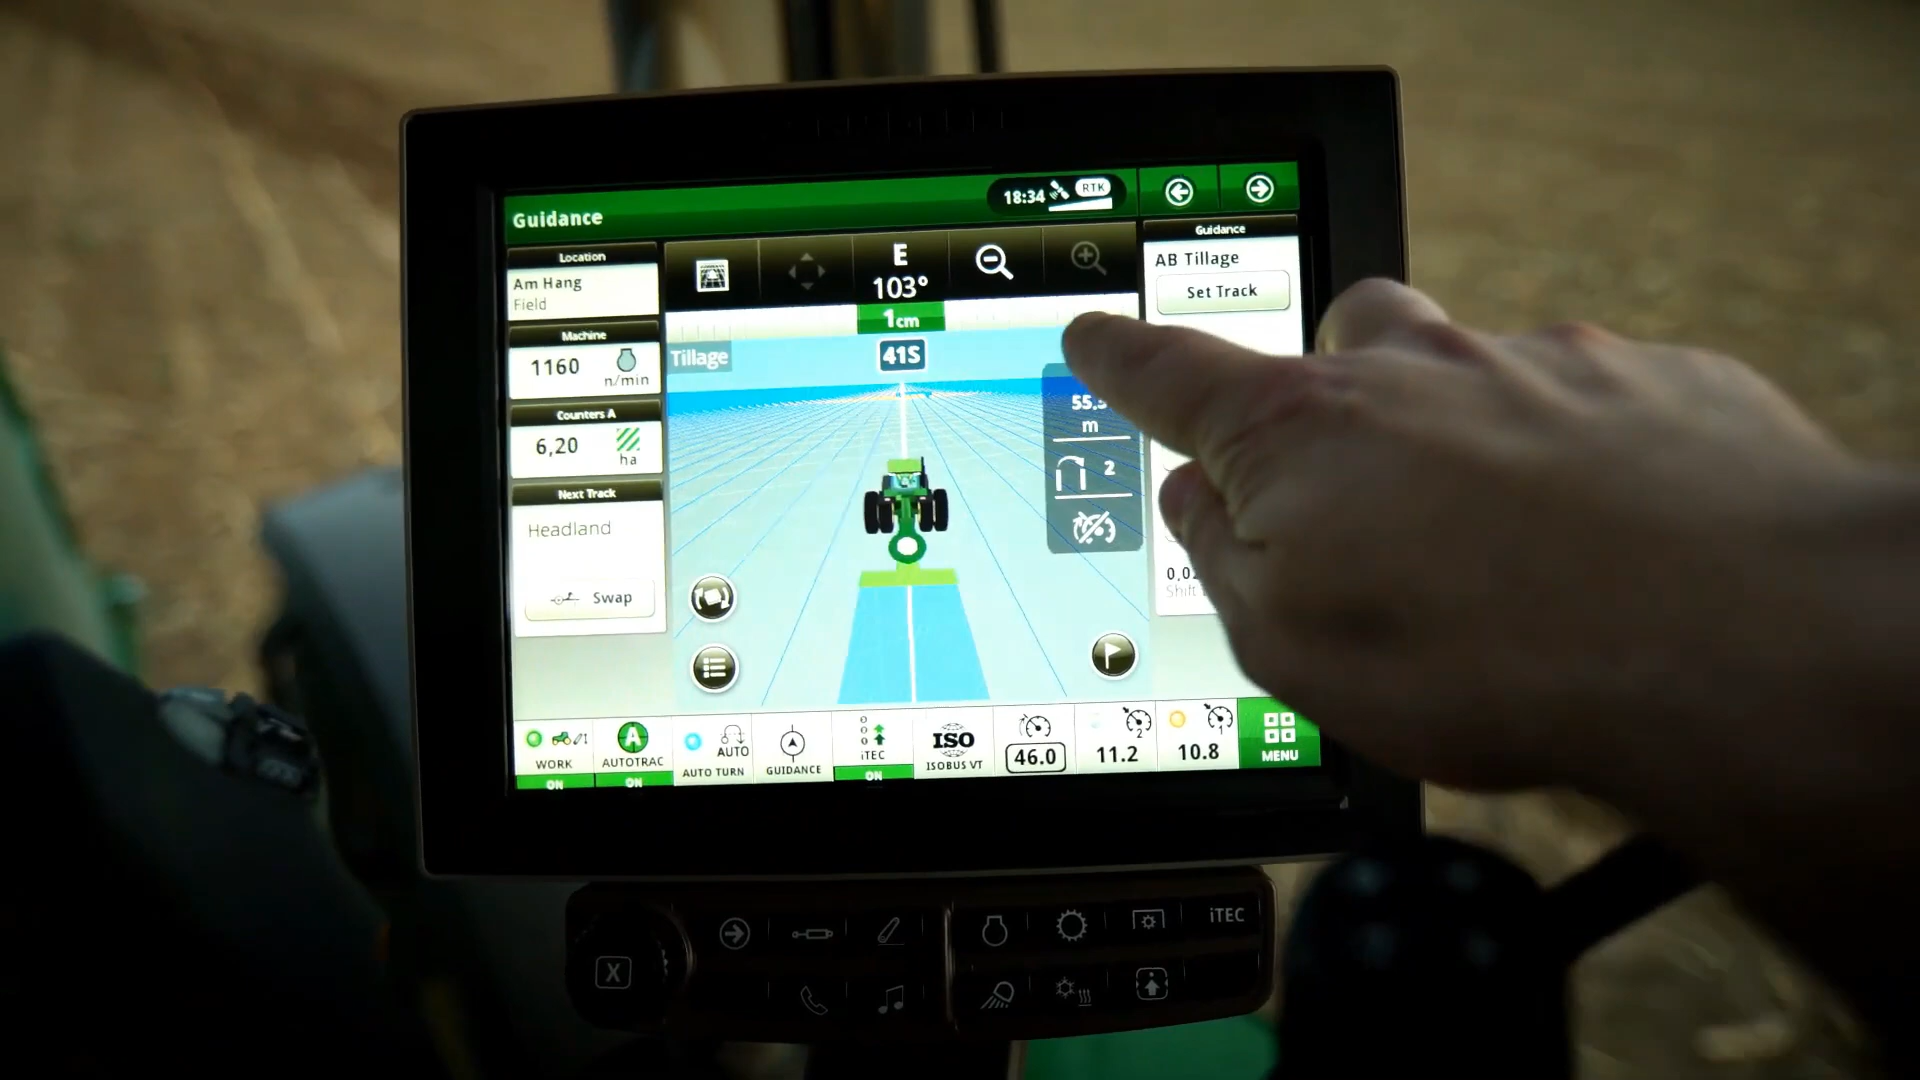 Guidance
18:34 RTK
Location
Am Hang
Field
Machine
1160
n/min
Counters A
6,20
ha
Next Track
Headland
Swap
E
103°
1cm
Tillage
41S
m
2
Guidance
AB Tillage
Set Track
WORK
ON
A
AUTOTRAC
ON
AUTO
AUTO TURN
GUIDANCE
iTEC
ON
ISO
ISOBUS VT
46.0
2
11.2
1
10.8
MENU
X
iTEC